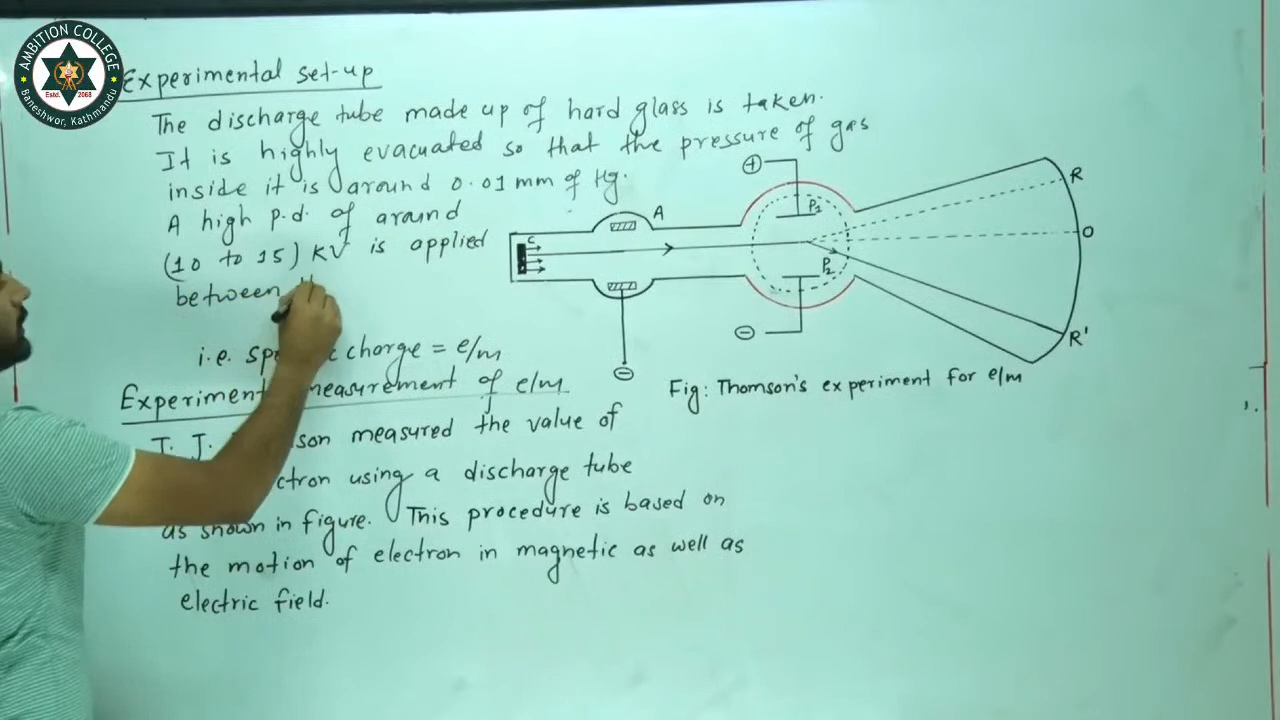 AMBITION COLLEGE
Estd. 2068
Baneshwor, Kathmandu
Experimental set-up
The discharge tube made up of hard glass is taken.
It is highly evacuated so that the pressure of gas
inside it is around 0.01 mm of Hg.
A high p.d. of around
(10 to 15) KV is applied
between
i.e. charge = e/m
Experiment measurement of e/m
J. J. measured the value of
using a discharge tube
as shown in figure. This procedure is based on
the motion of electron in magnetic as well as
electric field.
+
P1
R
A
C
O
P2
−
R'
−
Fig: Thomson's experiment for e/m